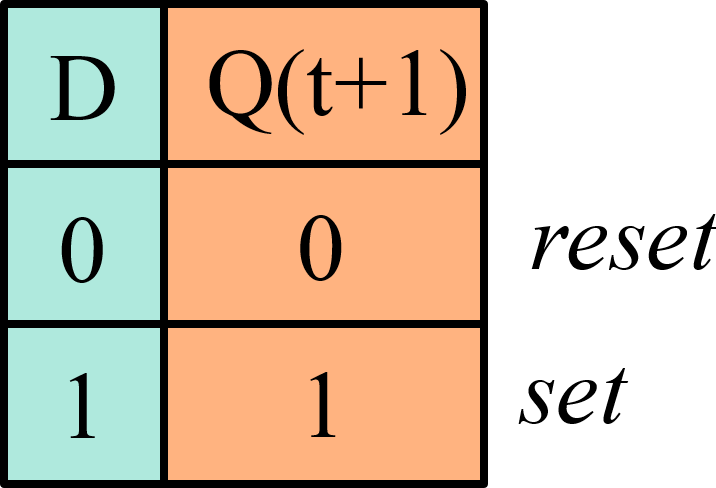 D Q(t+1)
0 0 reset
1 1 set